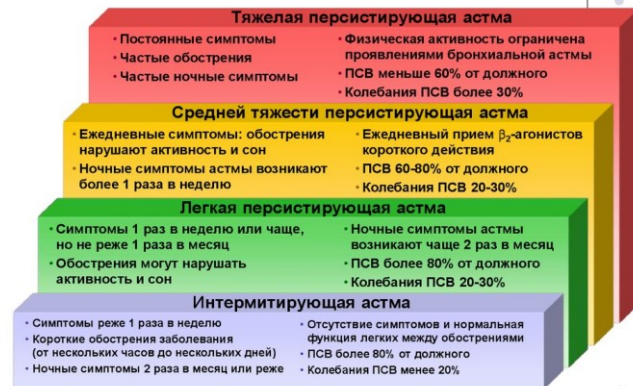 Тяжелая персистирующая астма
• Постоянные симптомы
• Частые обострения
• Частые ночные симптомы
• Физическая активность ограничена
проявлениями бронхиальной астмы
• ПСВ меньше 60% от должного
• Колебания ПСВ более 30%
Средней тяжести персистирующая астма
• Ежедневные симптомы: обострения
нарушают активность и сон
• Ночные симптомы астмы возникают
более 1 раза в неделю
• Ежедневный прием β₂-агонистов
короткого действия
• ПСВ 60-80% от должного
• Колебания ПСВ 20-30%
Легкая персистирующая астма
• Симптомы 1 раз в неделю или чаще,
но не реже 1 раза в месяц
• Обострения могут нарушать
активность и сон
• Ночные симптомы астмы
возникают чаще 2 раз в месяц
• ПСВ более 80% от должного
• Колебания ПСВ 20-30%
Интермитирующая астма
• Симптомы реже 1 раза в неделю
• Короткие обострения заболевания
(от нескольких часов до нескольких дней)
• Ночные симптомы 2 раза в месяц или реже
• Отсутствие симптомов и нормальная
функция легких между обострениями
• ПСВ более 80% от должного
• Колебания ПСВ менее 20%